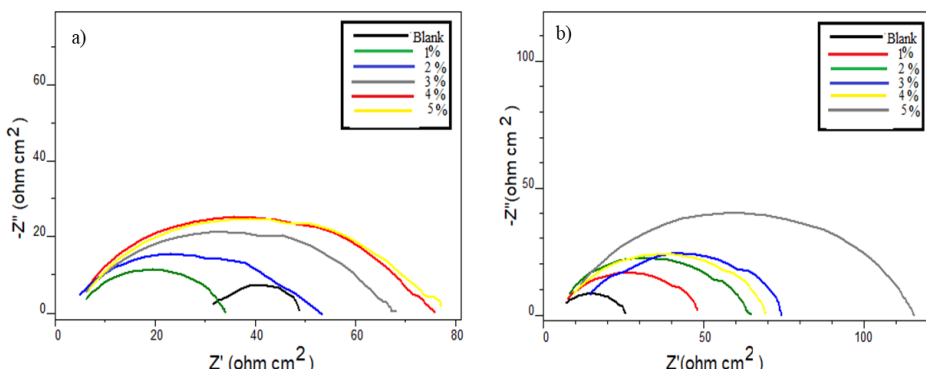 a)
-Z" (ohm cm2)
60
40
20
0
0 20 40 60 80
Z' (ohm cm2)
Blank
1%
2 %
3 %
4 %
5 %
b)
-Z"(ohm cm2)
100
50
0
0 50 100
Z'(ohm cm2)
Blank
1%
2 %
3 %
4 %
5 %